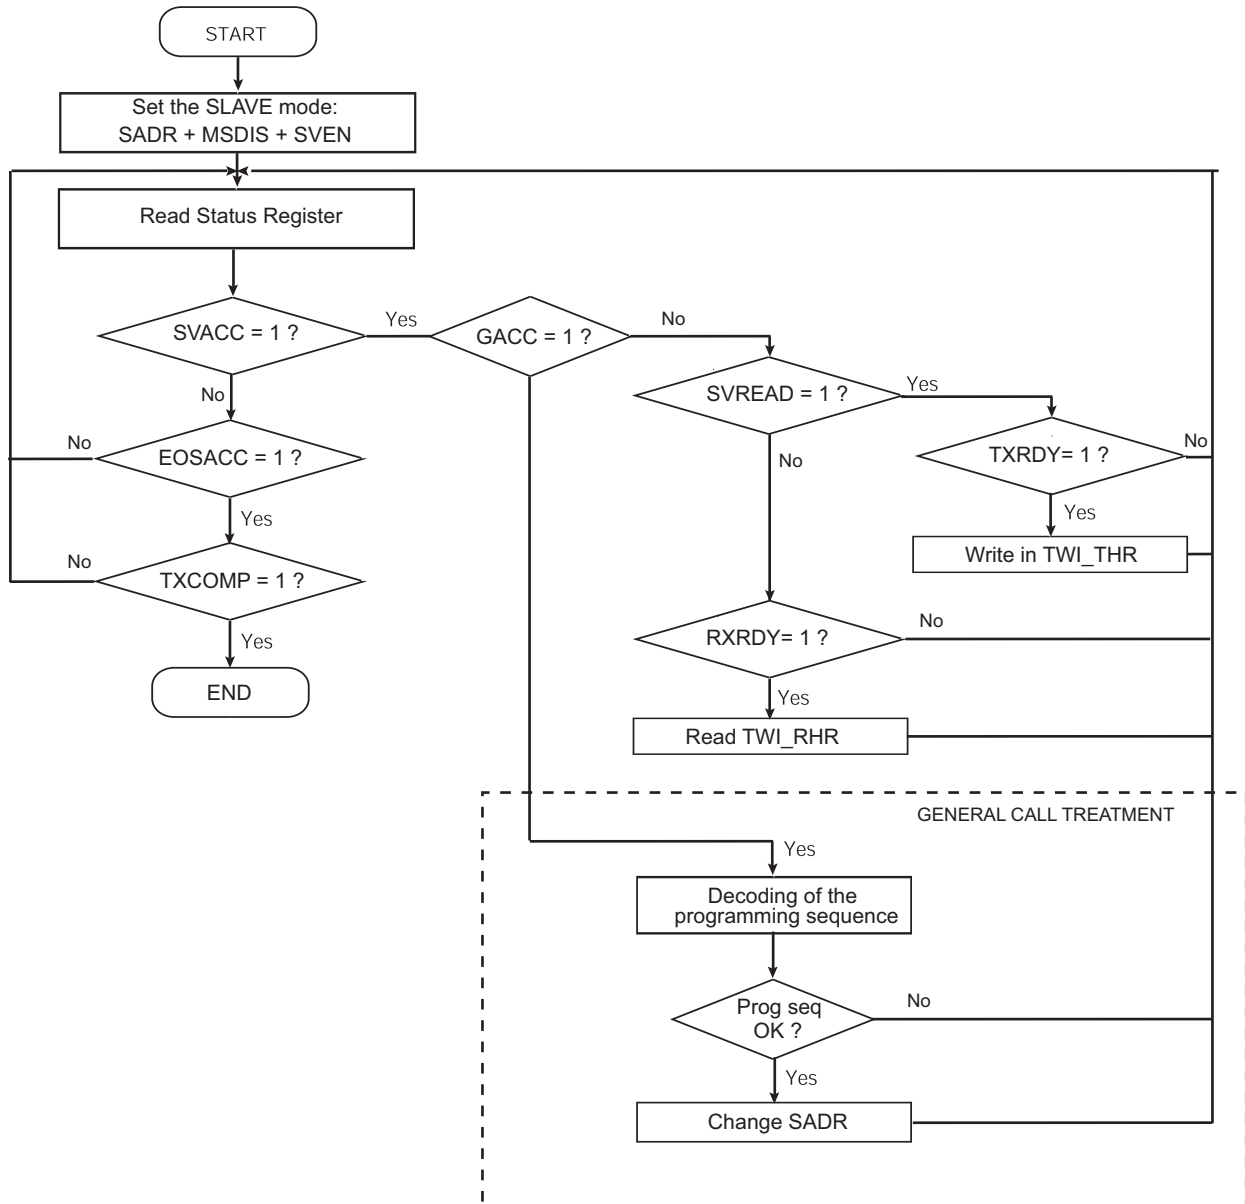 START
Set the SLAVE mode:
SADR + MSDIS + SVEN
Read Status Register
SVACC = 1 ?
Yes
GACC = 1 ?
No
SVREAD = 1 ?
Yes
No
No
EOSACC = 1 ?
No
TXRDY= 1 ?
No
Yes
Yes
Write in TWI_THR
No
TXCOMP = 1 ?
Yes
RXRDY= 1 ?
No
END
Yes
Read TWI_RHR
GENERAL CALL TREATMENT
Yes
Decoding of the
programming sequence
Prog seq
OK ?
No
Yes
Change SADR